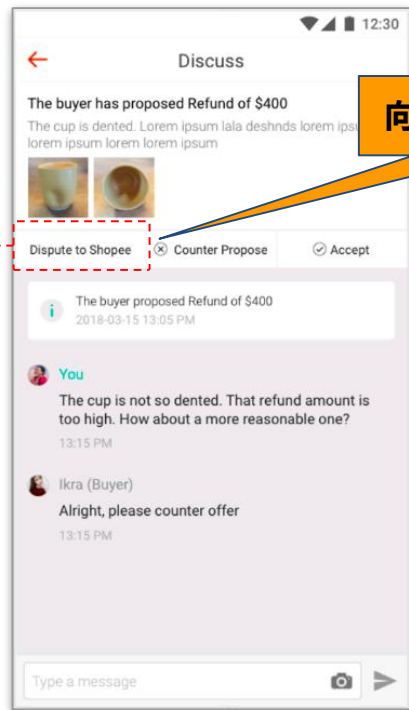 12:30
Discuss
The buyer has proposed Refund of $400
The cup is dented. Lorem ipsum lala deshnds lorem
lorem ipsum lorem lorem ipsum
向
Dispute to Shopee
Counter Propose
Accept
The buyer proposed Refund of $400
2018-03-15 13:05 PM
You
The cup is not so dented. That refund amount is
too high. How about a more reasonable one?
13:15 PM
Ikra (Buyer)
Alright, please counter offer
13:15 PM
Type a message